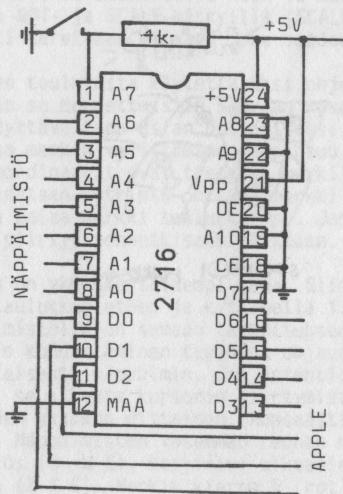 4k
+5V
1 A7 +5V 24
2 A6 A8 23
3 A5 A9 22
4 A4 Vpp 21
5 A3 OE 20
6 A2 A10 19
7 A1 CE 18
8 A0 17
9 D0 D6 16
10 D1 D5 15
11 D2 D4 14
12 MAA D3 13
2716
NÄPPÄIMISTÖ
APPLE